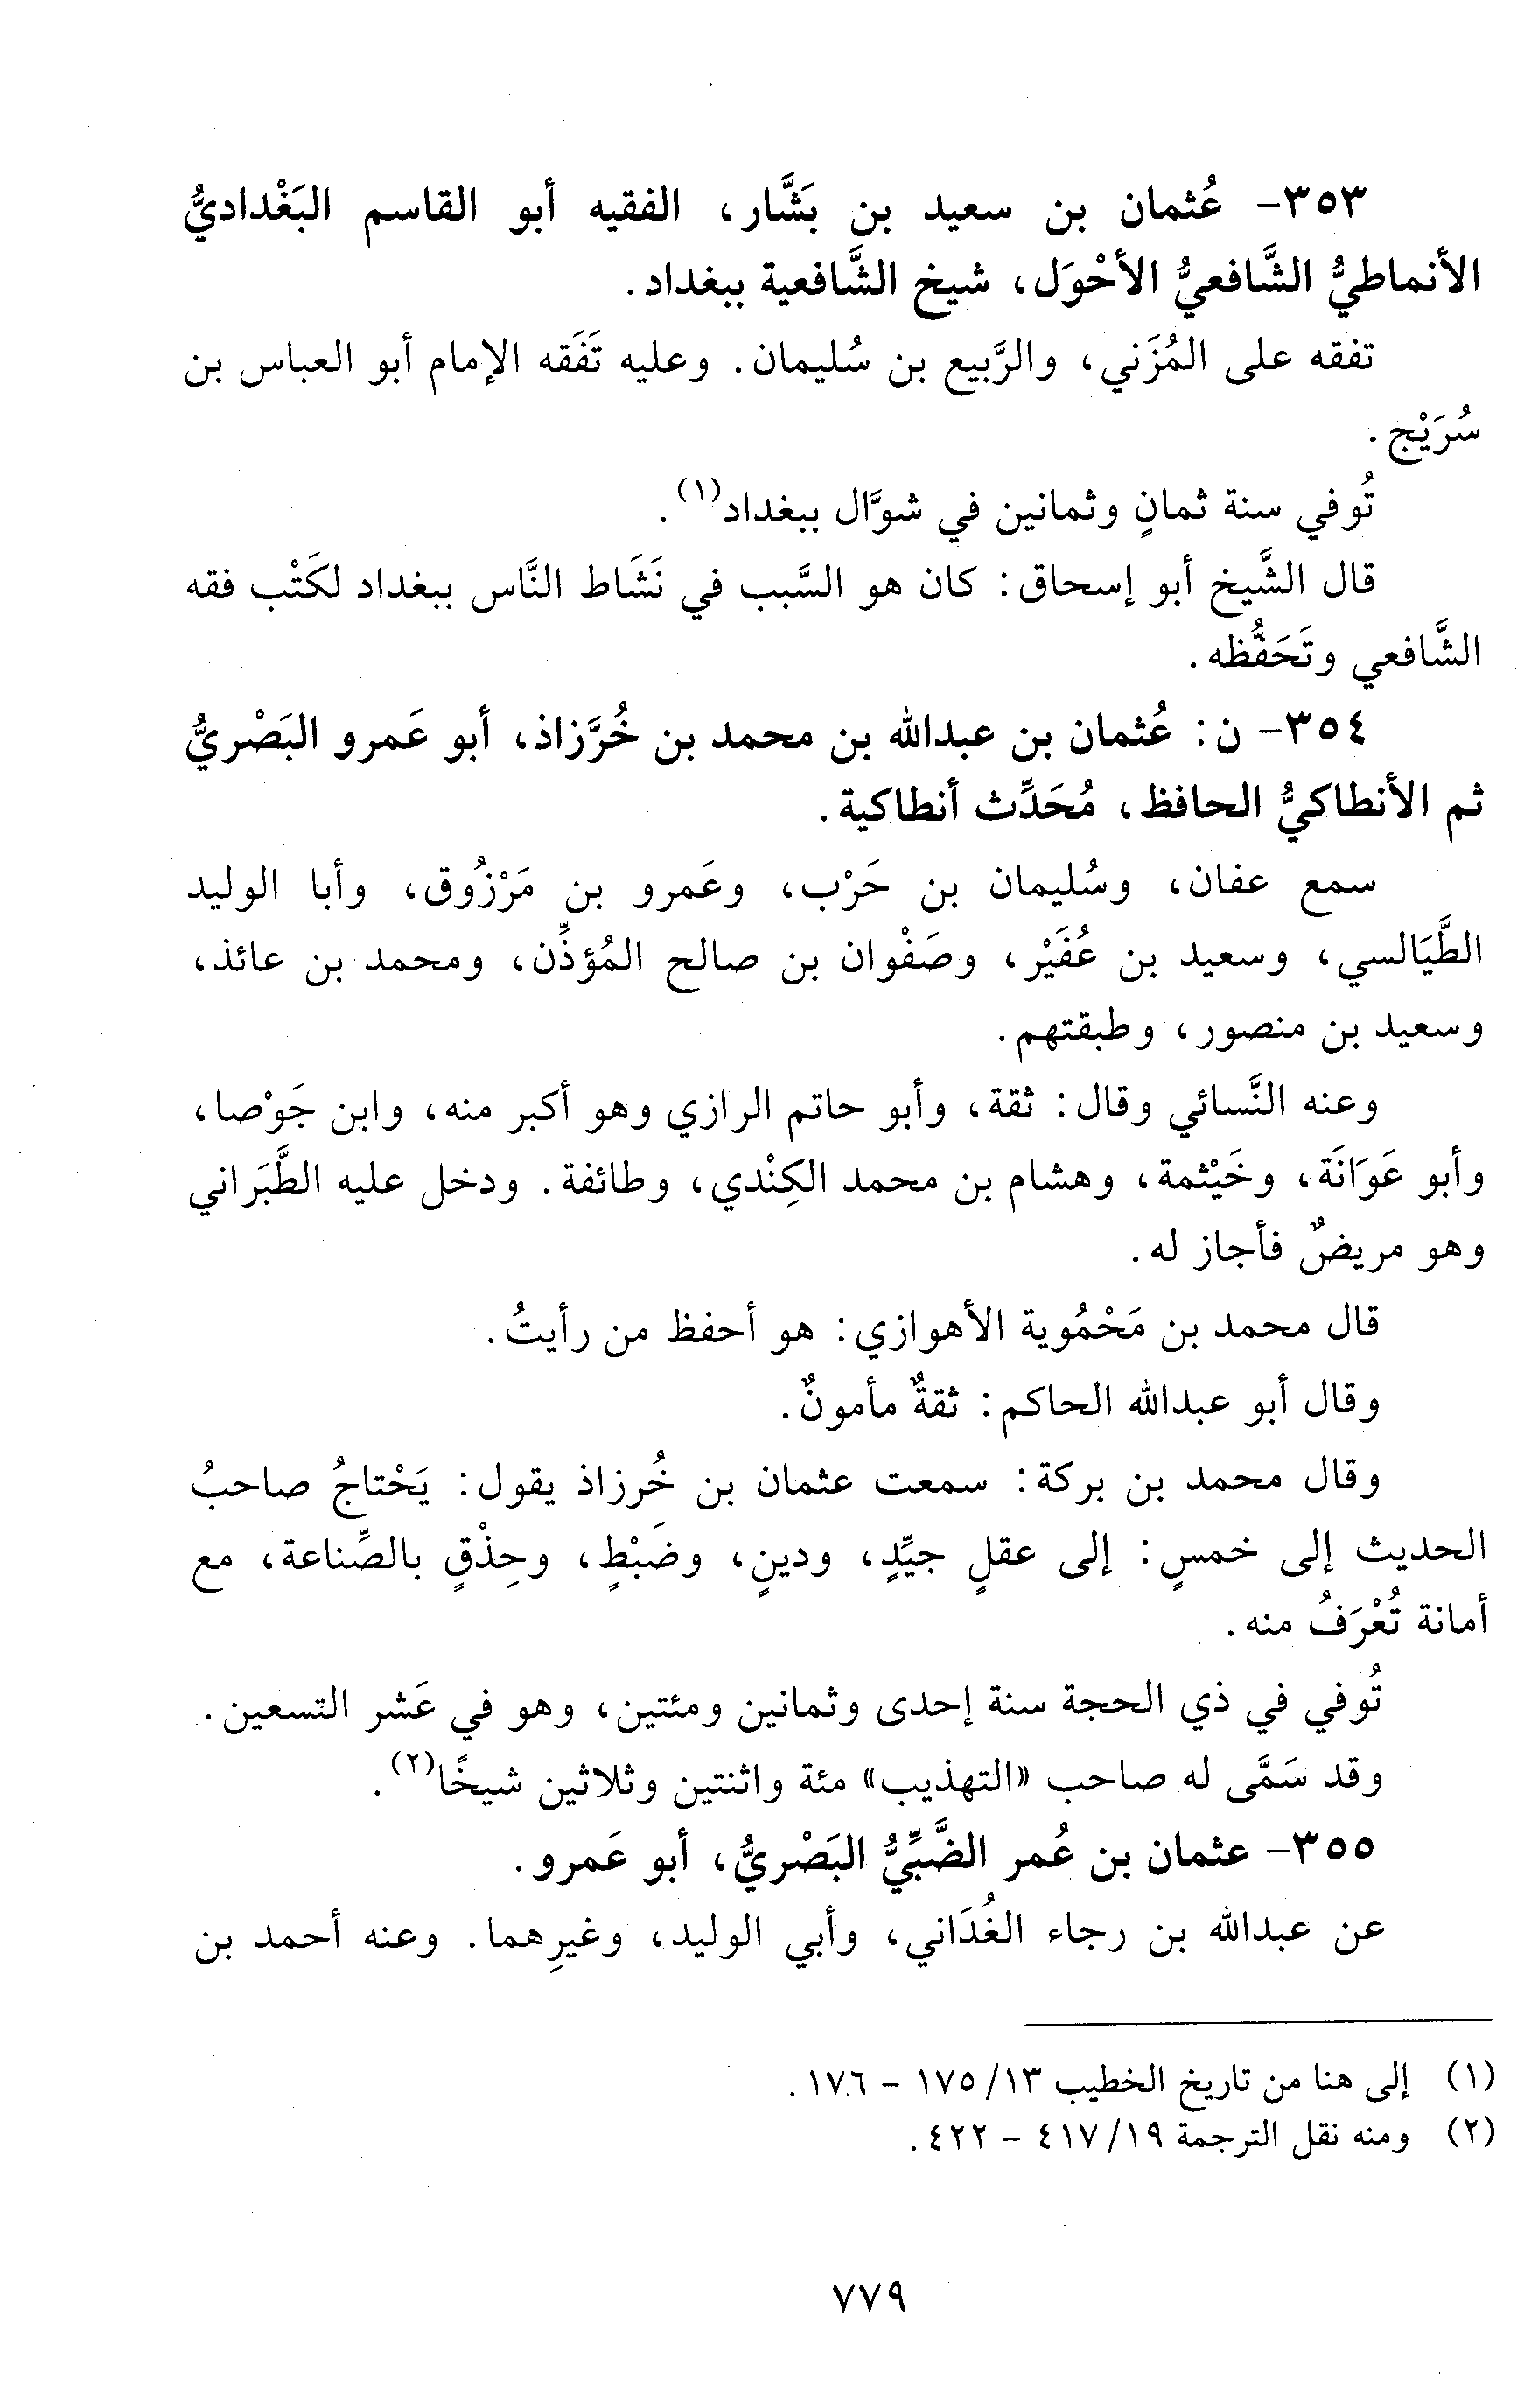 ٣٥٣- عُثمان بن سعيد بن بَشَّار، الفقيه أبو القاسم البَغْداديُّ
الأنماطيُّ الشَّافعيُّ الأحْوَل، شيخ الشَّافعية ببغداد.
تفقه على المُزَني، والرَّبيع بن سُليمان. وعليه تَفَقه الإمام أبو العباس بن
سُرَيْج.
تُوفي سنة ثمانٍ وثمانين في شوَّال ببغداد(١).
قال الشَّيخ أبو إسحاق: كان هو السَّبب في نَشَاط النَّاس ببغداد لكَتْب فقه
الشَّافعي وتَحَفُّظه.
٣٥٤- ن: عُثمان بن عبدالله بن محمد بن خُرَّزاذ، أبو عَمرو البَصْريُّ
ثم الأنطاكيُّ الحافظ، مُحَدِّث أنطاكية.
سمع عفان، وسُليمان بن حَرْب، وعَمرو بن مَرْزُوق، وأبا الوليد
الطَّيَالسي، وسعيد بن عُفَيْر، وصَفْوان بن صالح المُؤذِّن، ومحمد بن عائذ،
وسعيد بن منصور، وطبقتهم.
وعنه النَّسائي وقال: ثقة، وأبو حاتم الرازي وهو أكبر منه، وابن جَوْصا،
وأبو عَوَانَة، وخَيْثمة، وهشام بن محمد الكِنْدي، وطائفة. ودخل عليه الطَّبَراني
وهو مريضٌ فأجاز له.
قال محمد بن مَحْمُوية الأهوازي: هو أحفظ من رأيتُ.
وقال أبو عبدالله الحاكم: ثقةٌ مأمونٌ.
وقال محمد بن بركة: سمعت عثمان بن خُرزاذ يقول: يَحْتاجُ صاحبُ
الحديث إلى خمسٍ: إلى عقلٍ جيِّدٍ، ودينٍ، وضَبْطٍ، وحِذْقٍ بالصِّناعة، مع
أمانة تُعْرَفُ منه.
تُوفي في ذي الحجة سنة إحدى وثمانين ومئتين، وهو في عَشر التسعين.
وقد سَمَّى له صاحب «التهذيب» مئة واثنتين وثلاثين شيخًا(٢).
٣٥٥- عثمان بن عُمر الضَّبِّيُّ البَصْريُّ، أبو عَمرو.
عن عبدالله بن رجاء الغُدَاني، وأبي الوليد، وغيرِهما. وعنه أحمد بن
(١) إلى هنا من تاريخ الخطيب ١٣/ ١٧٥ - ١٧٦.
(٢) ومنه نقل الترجمة ١٩/ ٤١٧ - ٤٢٢.
٧٧٩